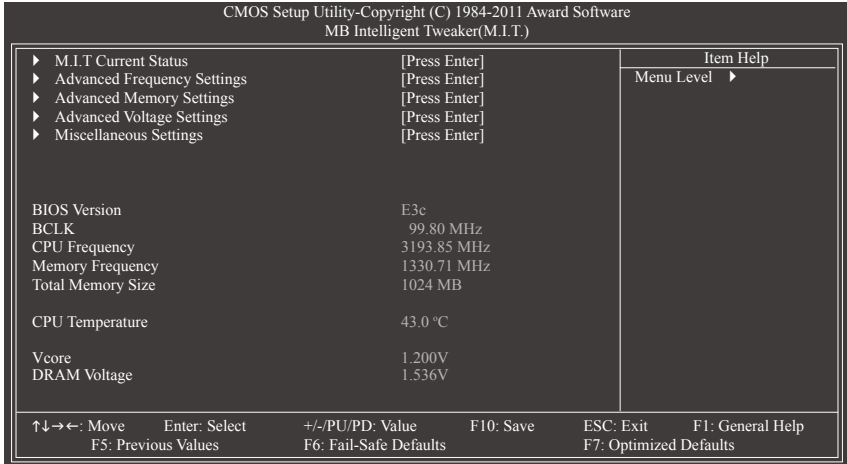 CMOS Setup Utility-Copyright (C) 1984-2011 Award Software
MB Intelligent Tweaker(M.I.T.)
M.I.T Current Status [Press Enter]
Advanced Frequency Settings [Press Enter]
Advanced Memory Settings [Press Enter]
Advanced Voltage Settings [Press Enter]
Miscellaneous Settings [Press Enter]
Item Help
Menu Level
BIOS Version E3c
BCLK 99.80 MHz
CPU Frequency 3193.85 MHz
Memory Frequency 1330.71 MHz
Total Memory Size 1024 MB
CPU Temperature 43.0 °C
Vcore 1.200V
DRAM Voltage 1.536V
↑↓→←: Move Enter: Select +/-/PU/PD: Value F10: Save ESC: Exit F1: General Help
F5: Previous Values F6: Fail-Safe Defaults F7: Optimized Defaults